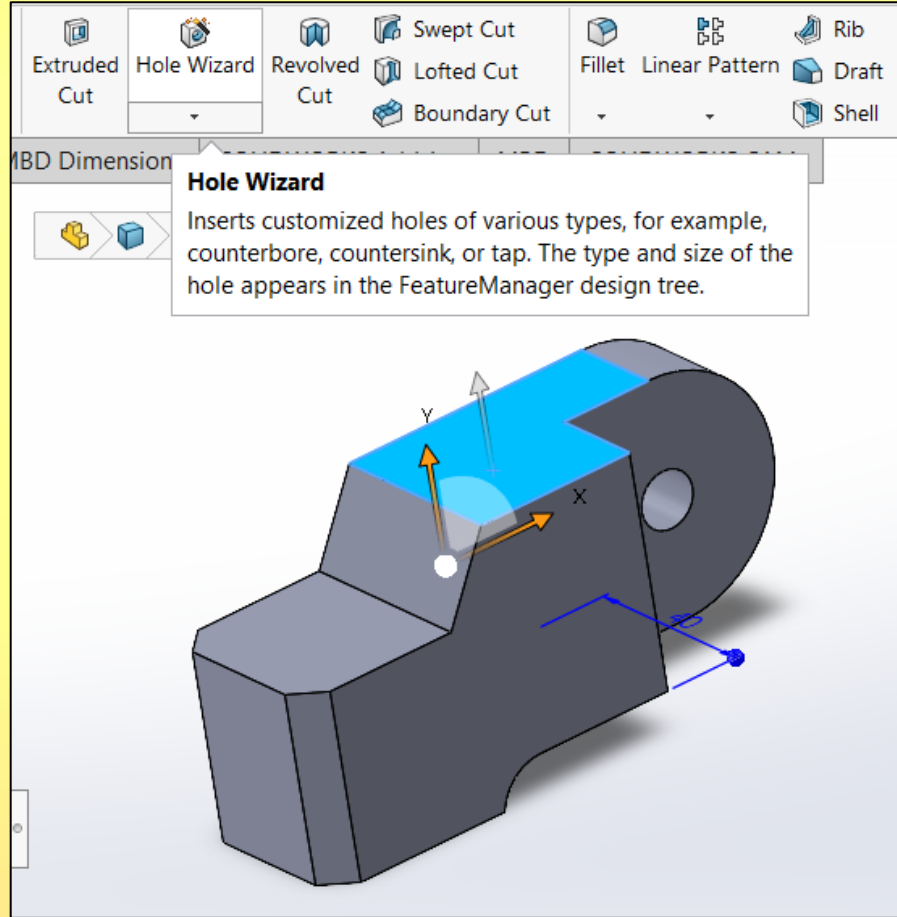 Extruded Cut
Hole Wizard
Revolved Cut
Swept Cut
Lofted Cut
Boundary Cut
Fillet
Linear Pattern
Rib
Draft
Shell
MBD Dimension
Hole Wizard
Inserts customized holes of various types, for example,
counterbore, countersink, or tap. The type and size of the
hole appears in the FeatureManager design tree.
Y
X